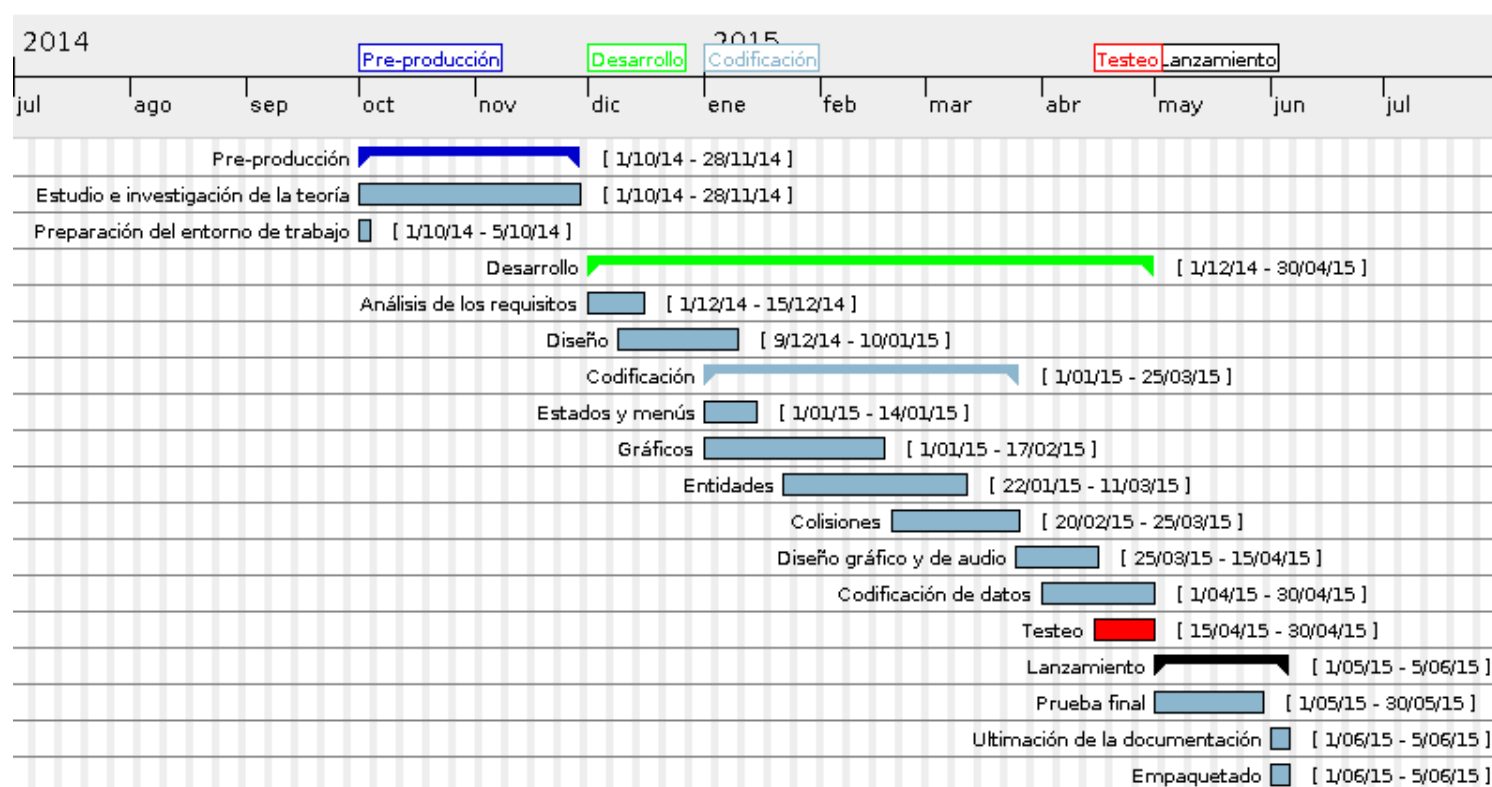 2014 2015
Pre-producción Desarrollo Codificación Testeo Lanzamiento
jul ago sep oct nov dic ene feb mar abr may jun jul
Pre-producción [ 1/10/14 - 28/11/14 ]
Estudio e investigación de la teoría [ 1/10/14 - 28/11/14 ]
Preparación del entorno de trabajo [ 1/10/14 - 5/10/14 ]
Desarrollo [ 1/12/14 - 30/04/15 ]
Análisis de los requisitos [ 1/12/14 - 15/12/14 ]
Diseño [ 9/12/14 - 10/01/15 ]
Codificación [ 1/01/15 - 25/03/15 ]
Estados y menús [ 1/01/15 - 14/01/15 ]
Gráficos [ 1/01/15 - 17/02/15 ]
Entidades [ 22/01/15 - 11/03/15 ]
Colisiones [ 20/02/15 - 25/03/15 ]
Diseño gráfico y de audio [ 25/03/15 - 15/04/15 ]
Codificación de datos [ 1/04/15 - 30/04/15 ]
Testeo [ 15/04/15 - 30/04/15 ]
Lanzamiento [ 1/05/15 - 5/06/15 ]
Prueba final [ 1/05/15 - 30/05/15 ]
Ultimación de la documentación [ 1/06/15 - 5/06/15 ]
Empaquetado [ 1/06/15 - 5/06/15 ]